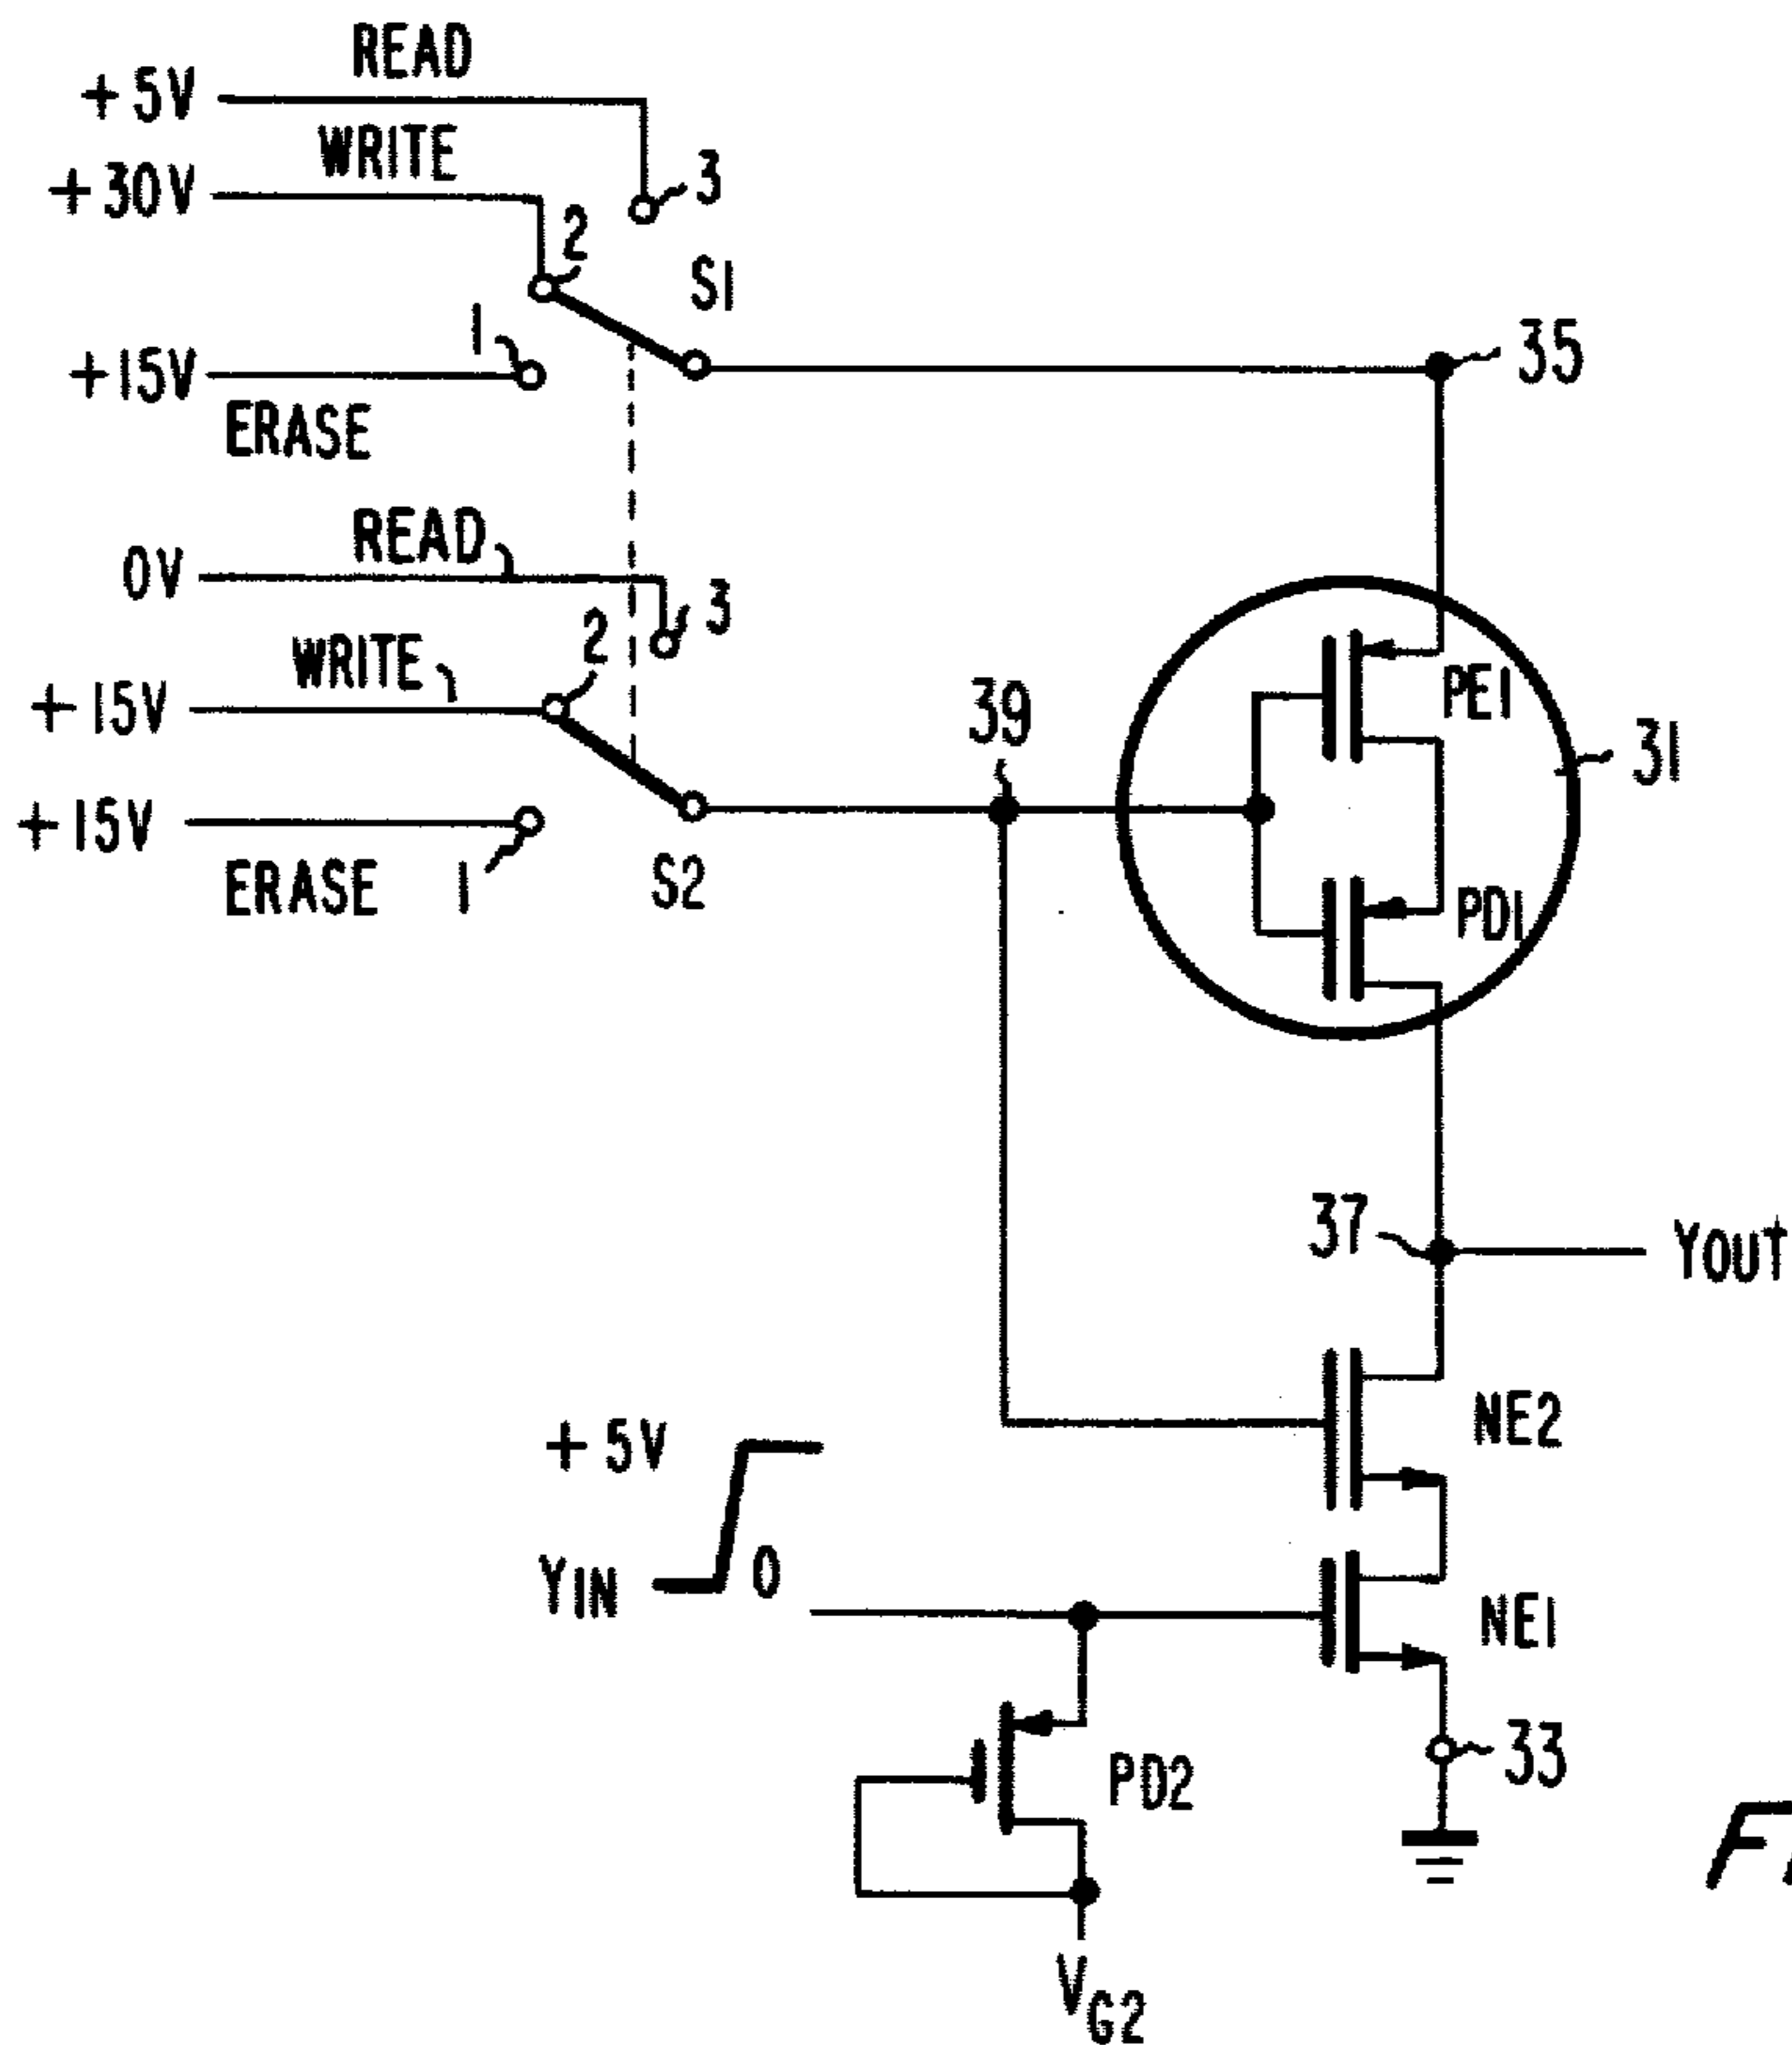 READ
+5V
WRITE
+30V
3
2
S1
1
+15V
35
ERASE
READ
0V
3
2
WRITE
+15V
39
PE1
31
+15V
ERASE
1
S2
PD1
37
YOUT
NE2
+5V
YIN
0
NE1
33
PD2
VG2